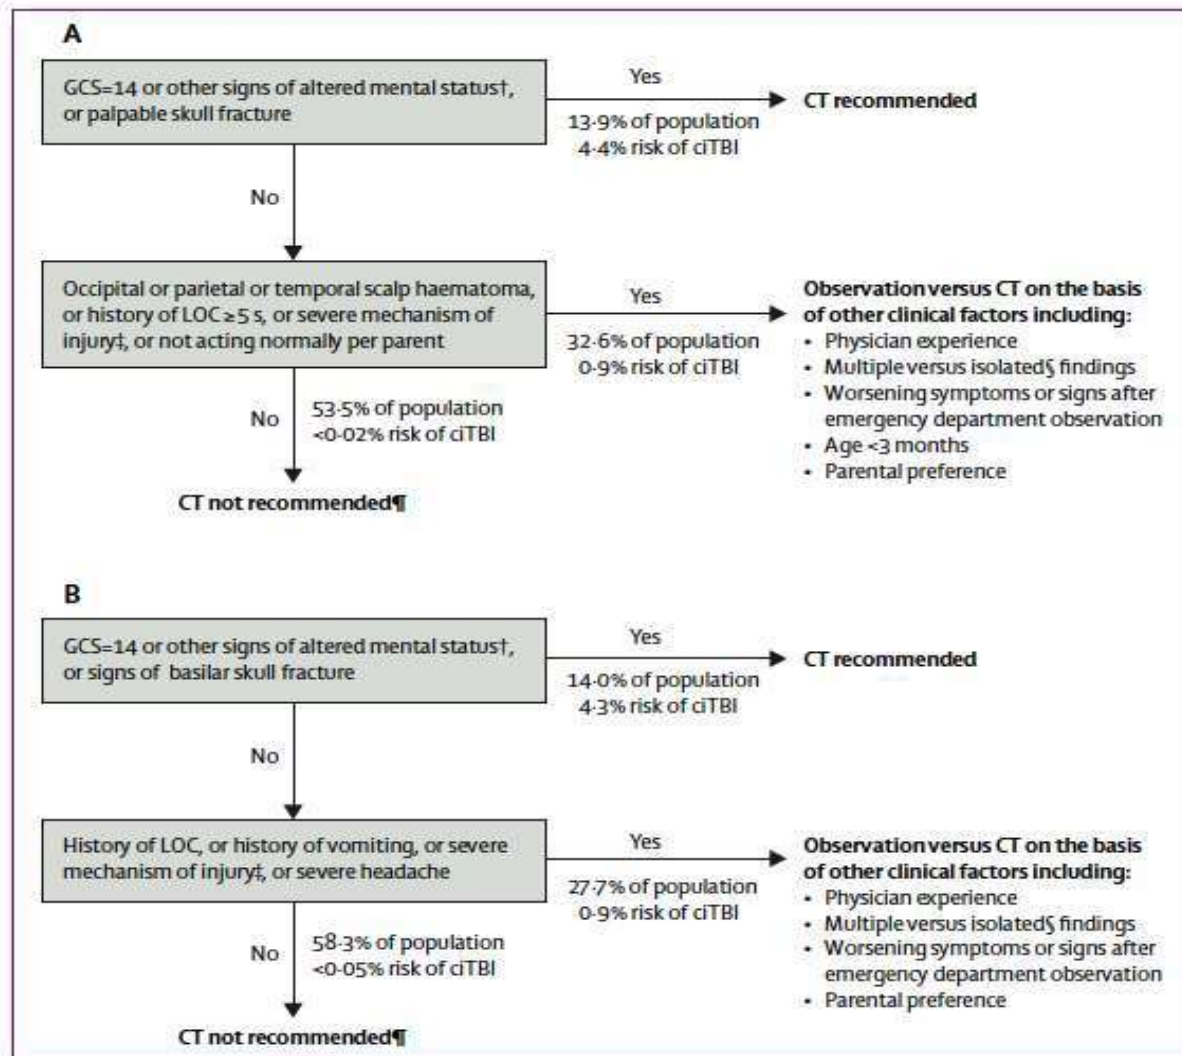 A
GCS=14 or other signs of altered mental status†,
or palpable skull fracture
Yes
13·9% of population
4·4% risk of ciTBI
CT recommended
No
Occipital or parietal or temporal scalp haematoma,
or history of LOC ≥5 s, or severe mechanism of
injury‡, or not acting normally per parent
Yes
32·6% of population
0·9% risk of ciTBI
Observation versus CT on the basis
of other clinical factors including:
• Physician experience
• Multiple versus isolated§ findings
• Worsening symptoms or signs after
emergency department observation
• Age <3 months
• Parental preference
No
53·5% of population
<0·02% risk of ciTBI
CT not recommended¶
B
GCS=14 or other signs of altered mental status†,
or signs of basilar skull fracture
Yes
14·0% of population
4·3% risk of ciTBI
CT recommended
No
History of LOC, or history of vomiting, or severe
mechanism of injury‡, or severe headache
Yes
27·7% of population
0·9% risk of ciTBI
Observation versus CT on the basis
of other clinical factors including:
• Physician experience
• Multiple versus isolated§ findings
• Worsening symptoms or signs after
emergency department observation
• Parental preference
No
58·3% of population
<0·05% risk of ciTBI
CT not recommended¶